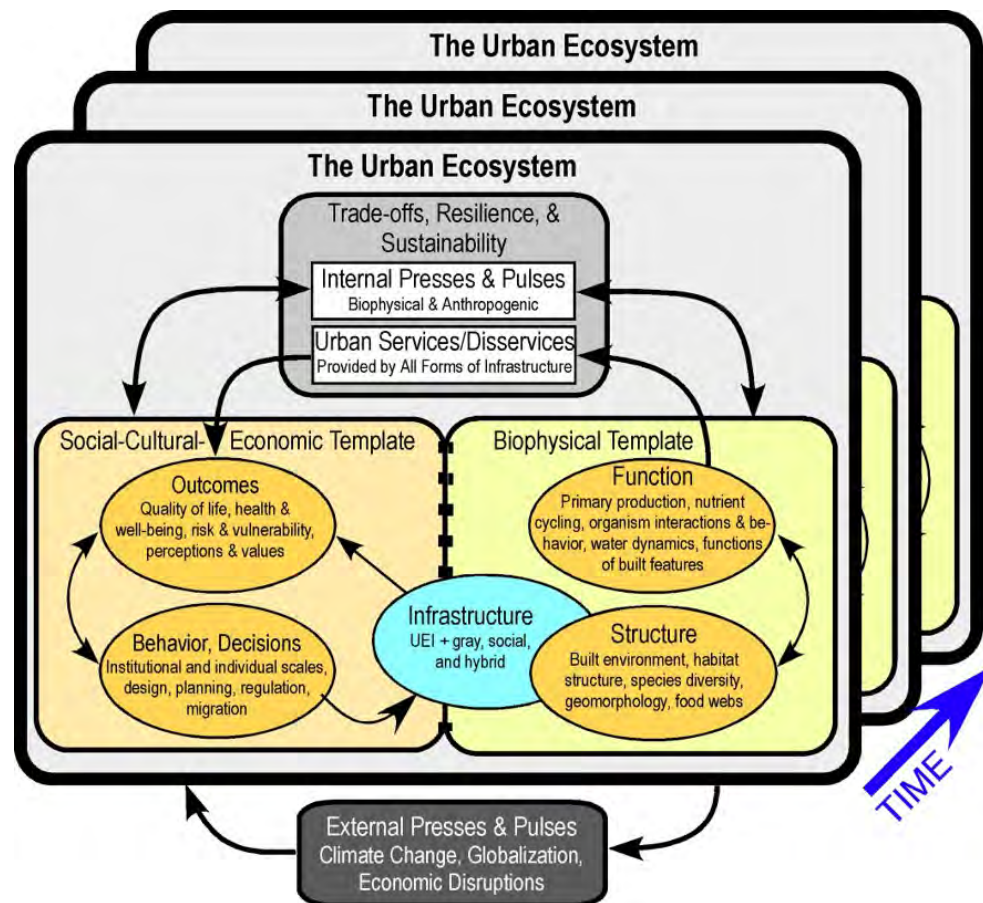 The Urban Ecosystem
The Urban Ecosystem
The Urban Ecosystem
Trade-offs, Resilience, &
Sustainability
Internal Presses & Pulses
Biophysical & Anthropogenic
Urban Services/Disservices
Provided by All Forms of Infrastructure
Social-Cultural- Economic Template
Outcomes
Quality of life, health &
well-being, risk & vulnerability,
perceptions & values
Behavior, Decisions
Institutional and individual scales,
design, planning, regulation,
migration
Infrastructure
UEI + gray, social,
and hybrid
Biophysical Template
Function
Primary production, nutrient
cycling, organism interactions & be-
havior, water dynamics, functions
of built features
Structure
Built environment, habitat
structure, species diversity,
geomorphology, food webs
TIME
External Presses & Pulses
Climate Change, Globalization,
Economic Disruptions